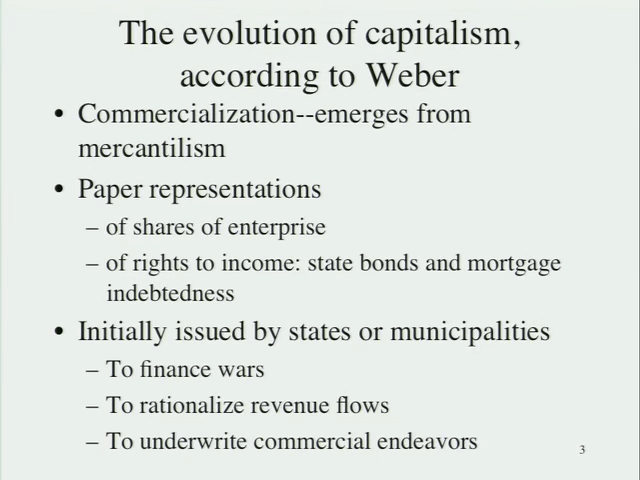 The evolution of capitalism,
according to Weber
• Commercialization--emerges from
mercantilism
• Paper representations
– of shares of enterprise
– of rights to income: state bonds and mortgage
indebtedness
• Initially issued by states or municipalities
– To finance wars
– To rationalize revenue flows
– To underwrite commercial endeavors
3